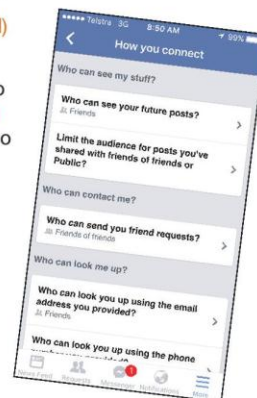 d)
o
o
Telstra 3G 8:50 AM 99%
How you connect
Who can see my stuff?
Who can see your future posts?
Friends
Limit the audience for posts you've
shared with friends of friends or
Public?
Who can contact me?
Who can send you friend requests?
Friends of friends
Who can look me up?
Who can look you up using the email
address you provided?
Friends
Who can look you up using the phone
number you provided?
News Feed Requests Messenger 1 Notifications More